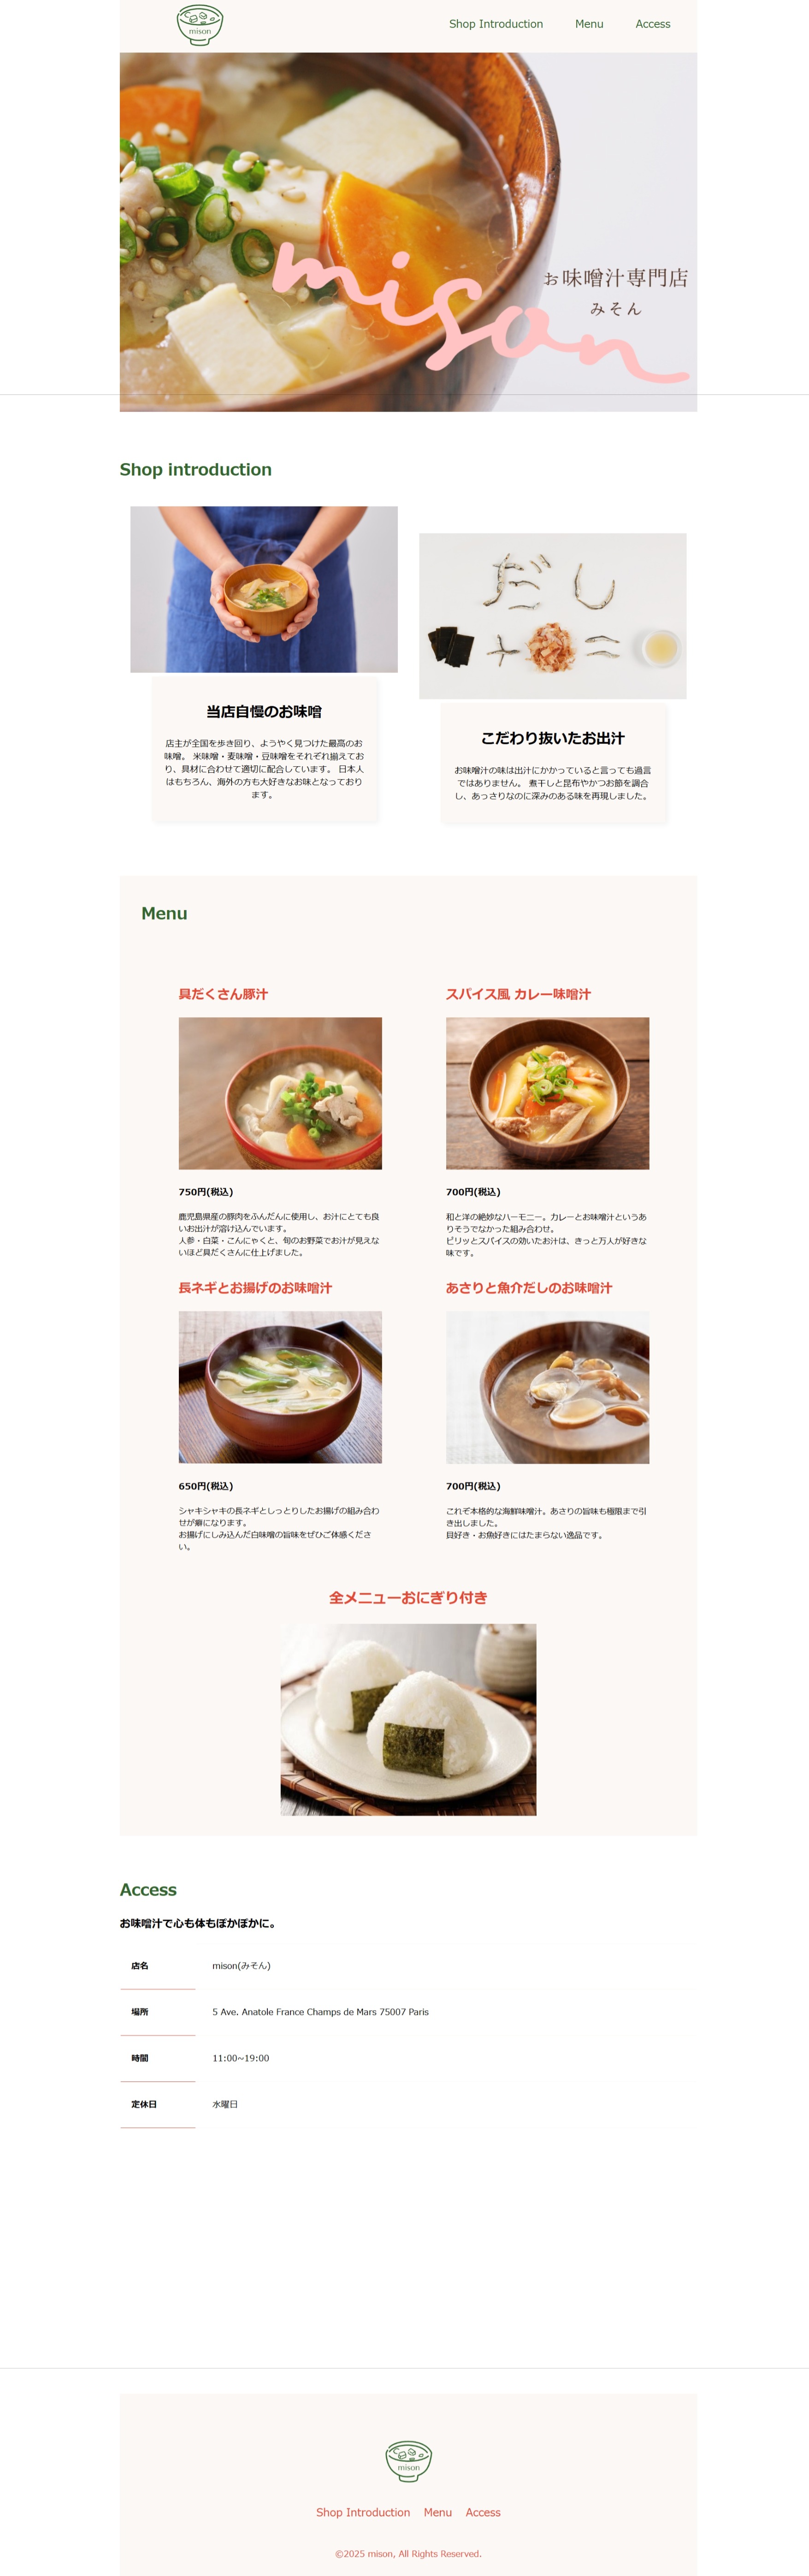 mison
Shop Introduction
Menu
Access
お味噌汁専門店
みそん
mison
Shop introduction
だし
当店自慢のお味噌
店主が全国を歩き回り、ようやく見つけた最高のお
味噌。 米味噌・麦味噌・豆味噌をそれぞれ揃えてお
り、具材に合わせて適切に配合しています。 日本人
はもちろん、海外の方も大好きなお味となっており
ます。
こだわり抜いたお出汁
お味噌汁の味は出汁にかかっていると言っても過言
ではありません。 煮干しと昆布やかつお節を調合
し、あっさりなのに深みのある味を再現しました。
Menu
具だくさん豚汁
750円(税込)
鹿児島県産の豚肉をふんだんに使用し、お汁にとても良
いお出汁が溶け込んでいます。
人参・白菜・こんにゃくと、旬のお野菜でお汁が見えな
いほど具だくさんに仕上げました。
スパイス風 カレー味噌汁
700円(税込)
和と洋の絶妙なハーモニー。カレーとお味噌汁というあ
りそうでなかった組み合わせ。
ピリッとスパイスの効いたお汁は、きっと万人が好きな
味です。
長ネギとお揚げのお味噌汁
650円(税込)
シャキシャキの長ネギとしっとりしたお揚げの組み合わ
せが癖になります。
お揚げにしみ込んだ白味噌の旨味をぜひご体感くださ
い。
あさりと魚介だしのお味噌汁
700円(税込)
これぞ本格的な海鮮味噌汁。あさりの旨味も極限まで引
き出しました。
貝好き・お魚好きにはたまらない逸品です。
全メニューおにぎり付き
Access
お味噌汁で心も体もぽかぽかに。
店名 mison(みそん)
場所 5 Ave. Anatole France Champs de Mars 75007 Paris
時間 11:00~19:00
定休日 水曜日
mison
Shop Introduction Menu Access
©2025 mison, All Rights Reserved.